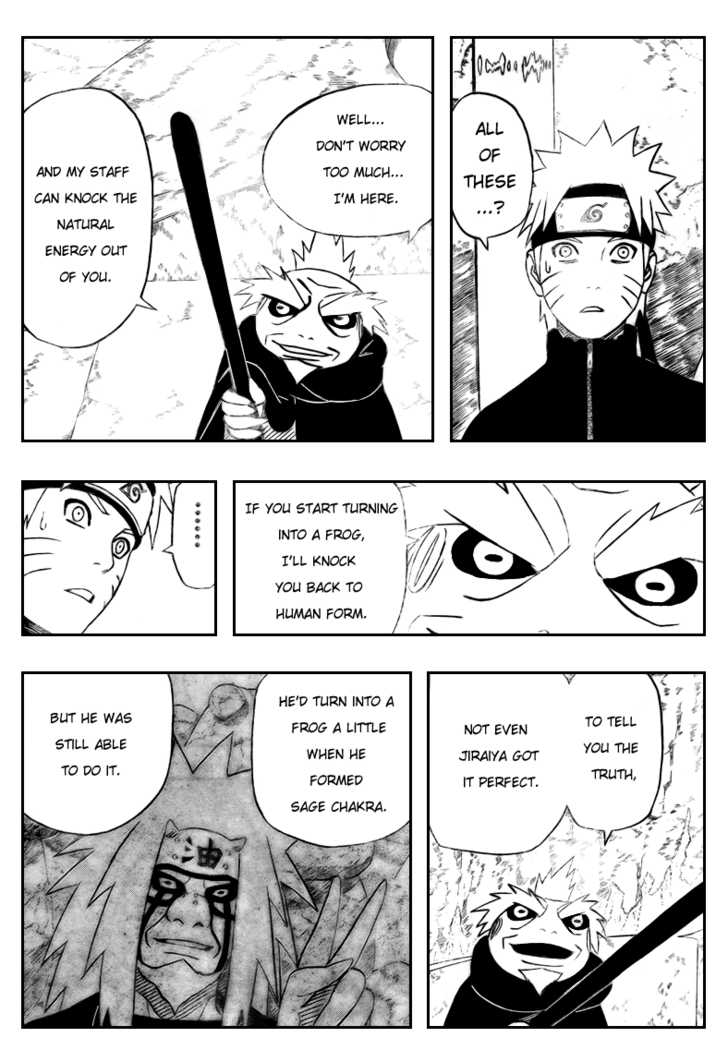 ALL
OF
THESE
...?
WELL...
DON'T WORRY
TOO MUCH...
I'M HERE.
AND MY STAFF
CAN KNOCK THE
NATURAL
ENERGY OUT
OF YOU.
IF YOU START TURNING
INTO A FROG,
I'LL KNOCK
YOU BACK TO
HUMAN FORM.
......
TO TELL
YOU THE
TRUTH,
NOT EVEN
JIRAIYA GOT
IT PERFECT.
HE'D TURN INTO A
FROG A LITTLE
WHEN HE
FORMED
SAGE CHAKRA.
BUT HE WAS
STILL ABLE
TO DO IT.
油